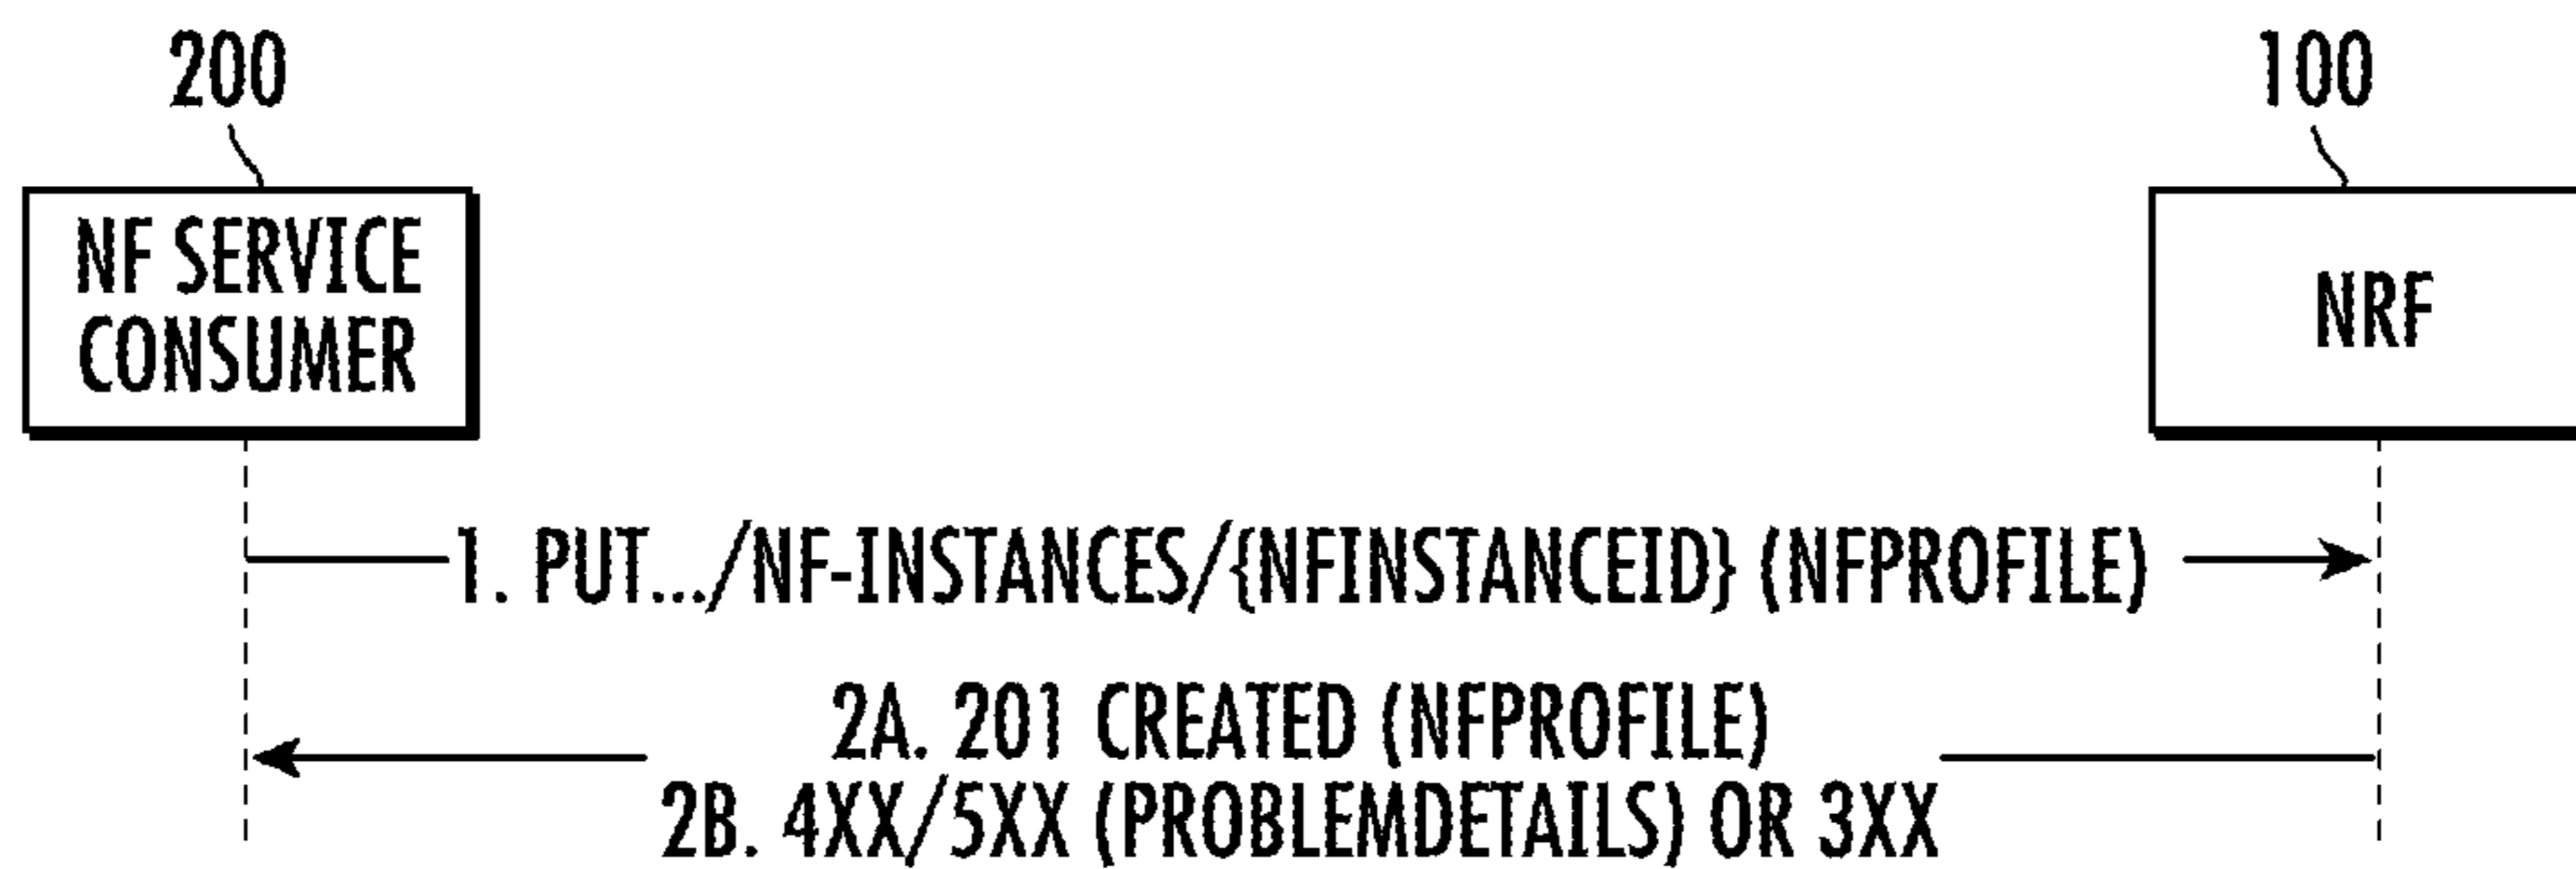 200
100
NF SERVICE
CONSUMER
NRF
1. PUT.../NF-INSTANCES/{NFINSTANCEID} (NFPROFILE)
2A. 201 CREATED (NFPROFILE)
2B. 4XX/5XX (PROBLEMDETAILS) OR 3XX